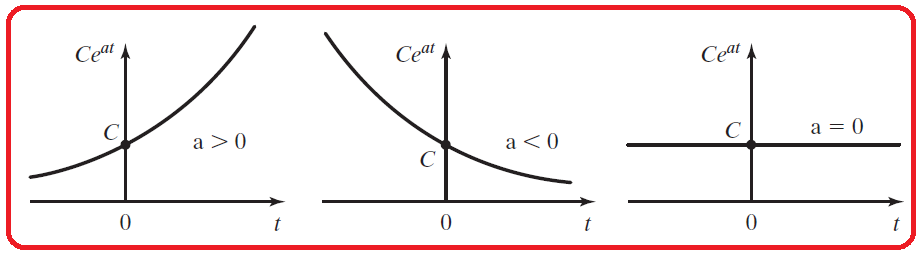 Ce^{at}
C
a > 0
0
t
Ce^{at}
C
a < 0
0
t
Ce^{at}
C
a = 0
0
t